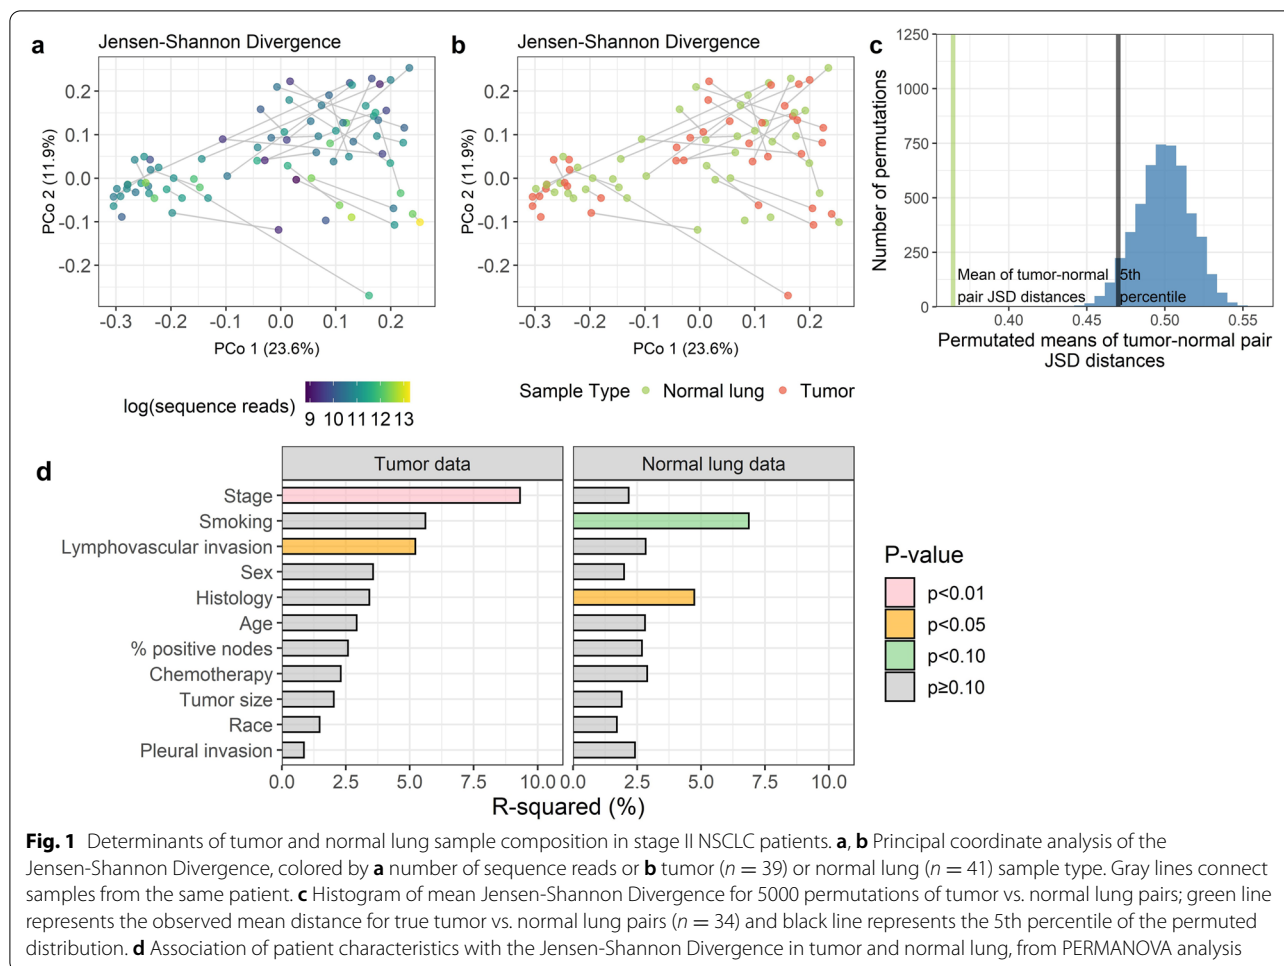 a
Jensen-Shannon Divergence
0.2
0.1
0.0
-0.1
-0.2
PCo 2 (11.9%)
-0.3 -0.2 -0.1 0.0 0.1 0.2
PCo 1 (23.6%)
log(sequence reads)
9 10 11 12 13
b
Jensen-Shannon Divergence
0.2
0.1
0.0
-0.1
-0.2
PCo 2 (11.9%)
-0.3 -0.2 -0.1 0.0 0.1 0.2
PCo 1 (23.6%)
Sample Type Normal lung Tumor
c
1250
1000
750
500
250
0
Number of permutations
Mean of tumor-normal
pair JSD distances
5th
percentile
0.40 0.45 0.50 0.55
Permutated means of tumor-normal pair
JSD distances
d
Tumor data Normal lung data
Stage
Smoking
Lymphovascular invasion
Sex
Histology
Age
% positive nodes
Chemotherapy
Tumor size
Race
Pleural invasion
0.0 2.5 5.0 7.5 10.0 0.0 2.5 5.0 7.5 10.0
R-squared (%)
P-value
p<0.01
p<0.05
p<0.10
p≥0.10
Fig. 1 Determinants of tumor and normal lung sample composition in stage II NSCLC patients. a, b Principal coordinate analysis of the
Jensen-Shannon Divergence, colored by a number of sequence reads or b tumor (n = 39) or normal lung (n = 41) sample type. Gray lines connect
samples from the same patient. c Histogram of mean Jensen-Shannon Divergence for 5000 permutations of tumor vs. normal lung pairs; green line
represents the observed mean distance for true tumor vs. normal lung pairs (n = 34) and black line represents the 5th percentile of the permuted
distribution. d Association of patient characteristics with the Jensen-Shannon Divergence in tumor and normal lung, from PERMANOVA analysis